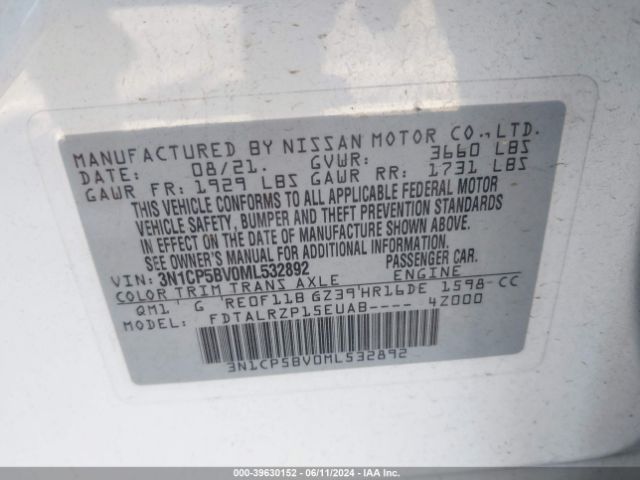 MANUFACTURED BY NISSAN MOTOR CO., LTD.
DATE: 08/21. GVWR: 3660 LBS
GAWR FR: 1929 LBS GAWR RR: 1731 LBS
THIS VEHICLE CONFORMS TO ALL APPLICABLE FEDERAL MOTOR
VEHICLE SAFETY, BUMPER AND THEFT PREVENTION STANDARDS
IN EFFECT ON THE DATE OF MANUFACTURE SHOWN ABOVE.
SEE OWNER'S MANUAL FOR ADDITIONAL INFORMATION.
VIN: 3N1CP5BV0ML532892 PASSENGER CAR.
COLOR TRIM TRANS AXLE ENGINE
QM1 G RE0F11B GZ39 HR16DE 1598-CC
MODEL: FDTALRZP15EUAB---- 4Z000
3N1CP5BV0ML532892
000-39630152 / 06/11/2024 / Copyright IAA, Inc. All Rights Reserved.